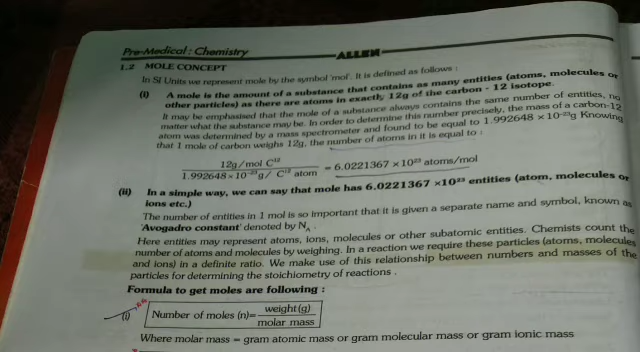 Pre-Medical : Chemistry
ALLEN
1.2 MOLE CONCEPT
In SI Units we represent mole by the symbol 'mol'. It is defined as follows :
(i) A mole is the amount of a substance that contains as many entities (atoms, molecules or
other particles) as there are atoms in exactly 12g of the carbon - 12 isotope.
It may be emphasised that the mole of a substance always contains the same number of entities, no
matter what the substance may be. In order to determine this number precisely, the mass of a carbon-12
atom was determined by a mass spectrometer and found to be equal to 1.992648 × 10⁻²³g Knowing
that 1 mole of carbon weighs 12g, the number of atoms in it is equal to :
12g/mol C¹²
1.992648×10⁻²³g/ C¹² atom = 6.0221367 ×10²³ atoms/mol
(ii) In a simple way, we can say that mole has 6.0221367 ×10²³ entities (atom, molecules or
ions etc.)
The number of entities in 1 mol is so important that it is given a separate name and symbol, known as
'Avogadro constant' denoted by N_A .
Here entities may represent atoms, ions, molecules or other subatomic entities. Chemists count the
number of atoms and molecules by weighing. In a reaction we require these particles (atoms, molecules
and ions) in a definite ratio. We make use of this relationship between numbers and masses of the
particles for determining the stoichiometry of reactions .
Formula to get moles are following :
(i) Number of moles (n)= weight(g)
molar mass
Where molar mass = gram atomic mass or gram molecular mass or gram ionic mass